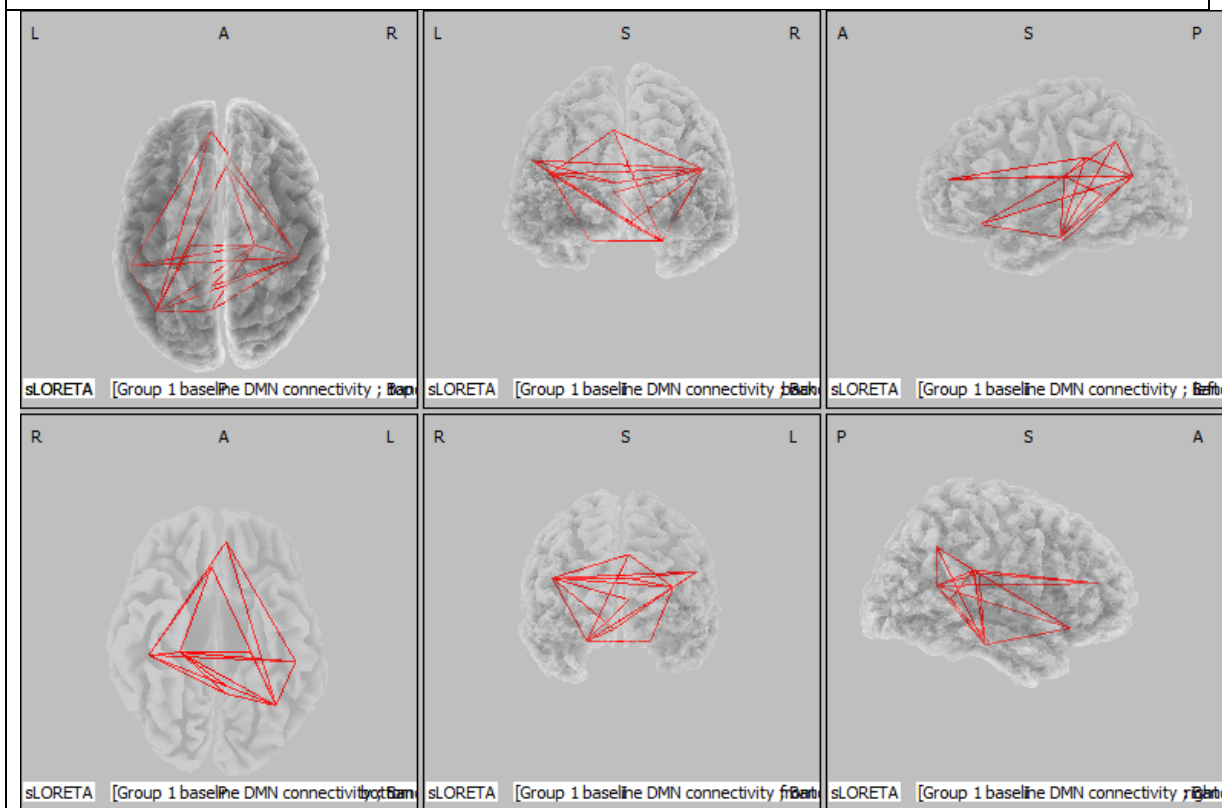 L A R
L S R
A S P
sLORETA [Group 1 baseline DMN connectivity ;
sLORETA [Group 1 baseline DMN connectivity ;
sLORETA [Group 1 baseline DMN connectivity ;
R A L
R S L
P S A
sLORETA [Group 1 baseline DMN connectivity
sLORETA [Group 1 baseline DMN connectivity
sLORETA [Group 1 baseline DMN connectivity ;